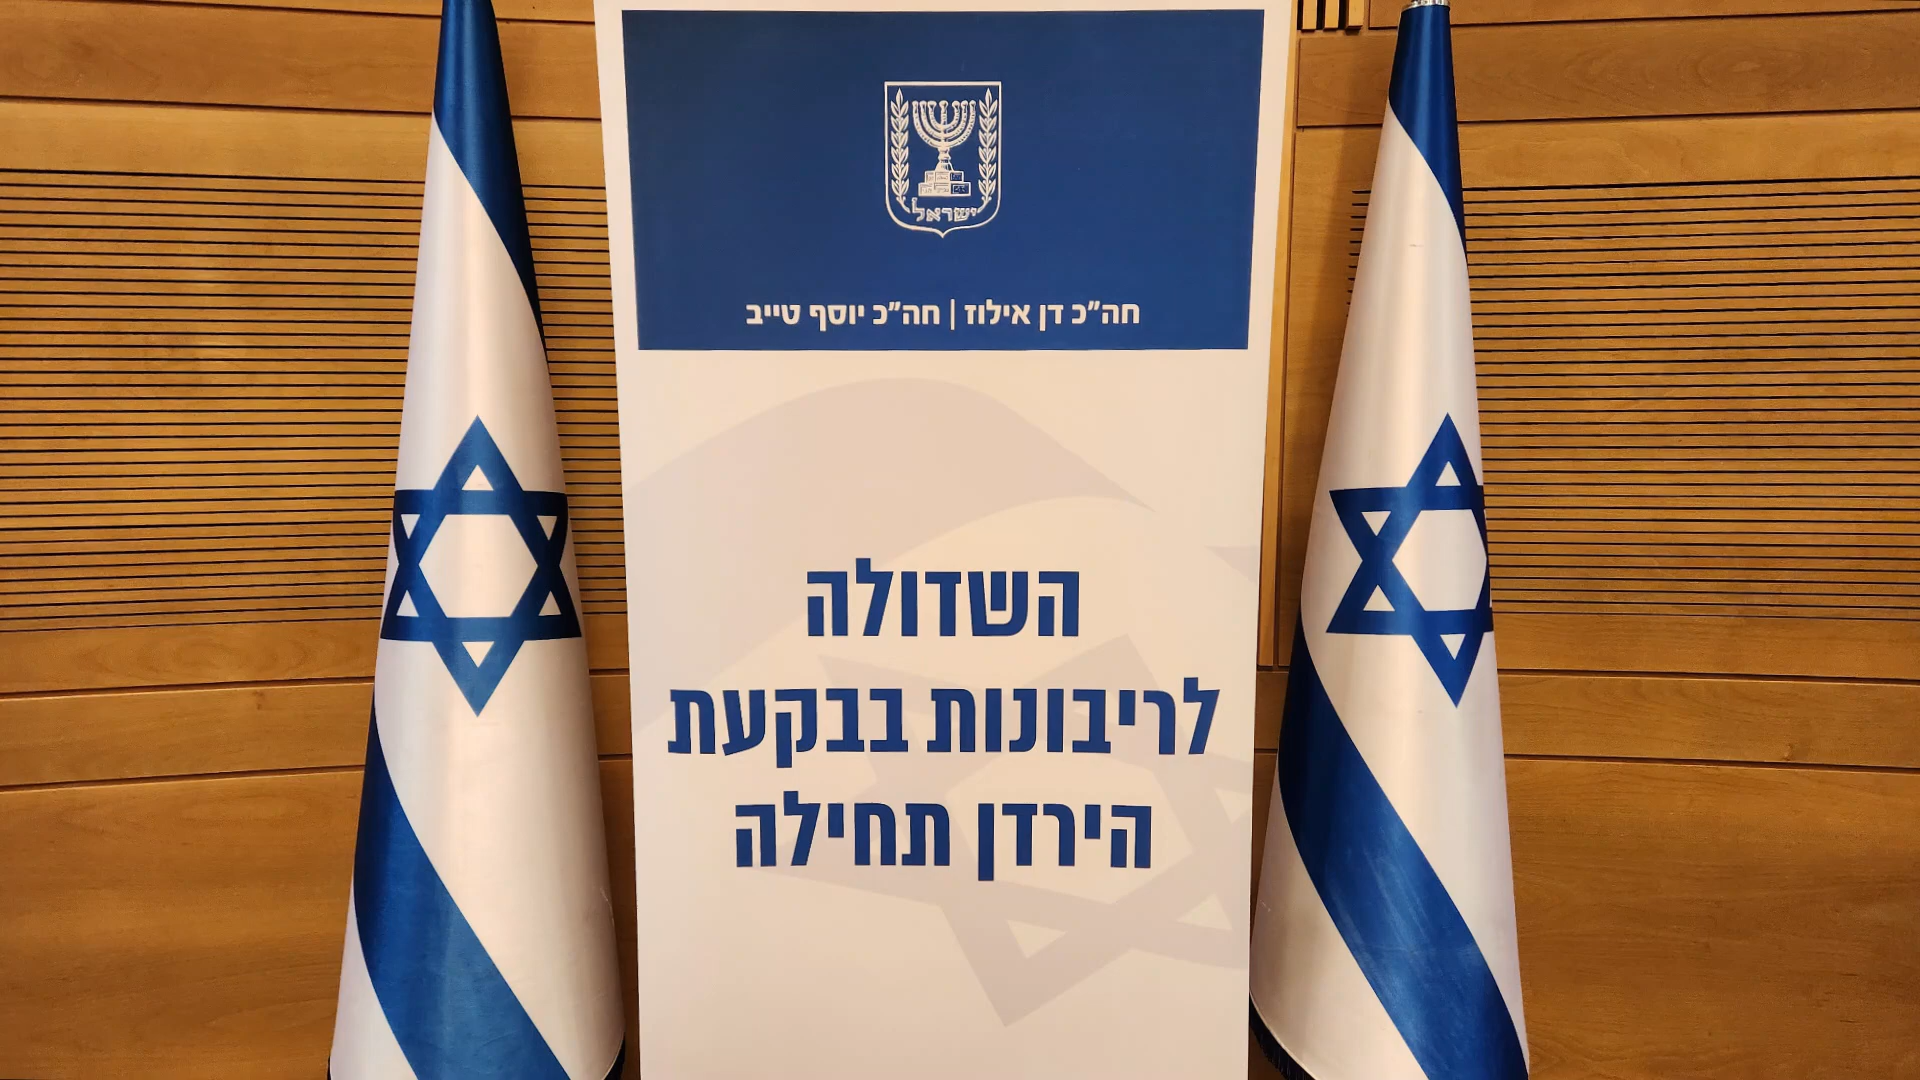 ישראל
חה״כ דן אילוז | חה״כ יוסף טייב
השדולה
לריבונות בבקעת
הירדן תחילה